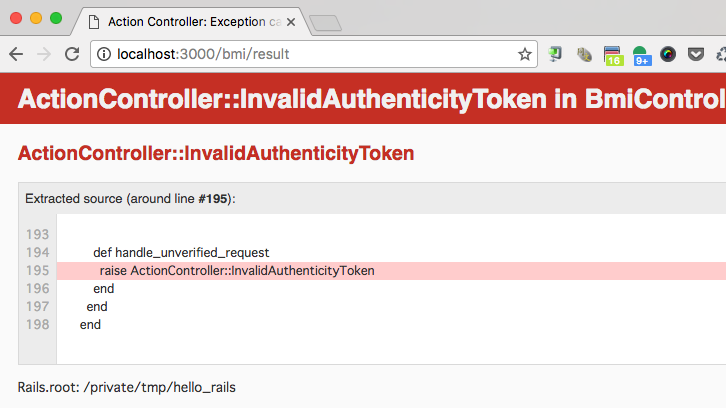 Action Controller: Exception ca
localhost:3000/bmi/result
16
9+
ActionController::InvalidAuthenticityToken in BmiControl
ActionController::InvalidAuthenticityToken
Extracted source (around line #195):
193
194 def handle_unverified_request
195 raise ActionController::InvalidAuthenticityToken
196 end
197 end
198 end
Rails.root: /private/tmp/hello_rails